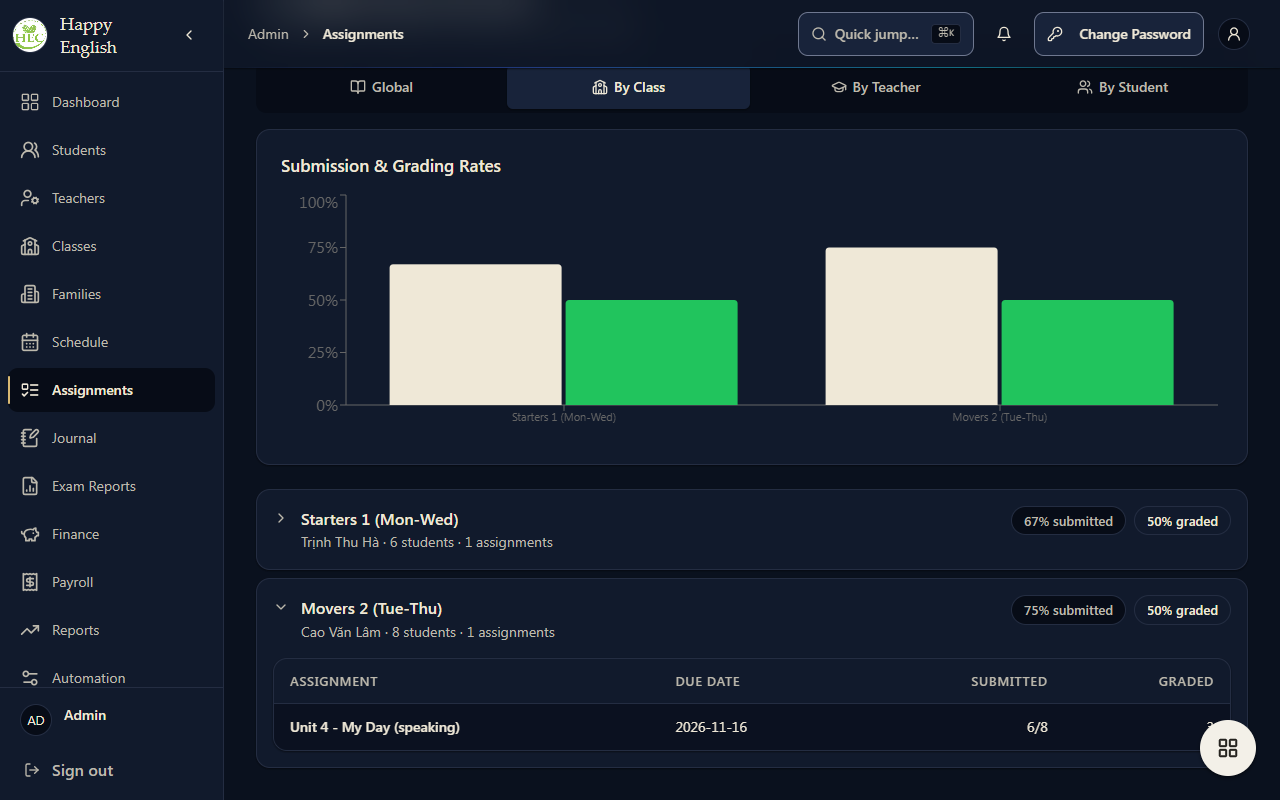 Happy
English
HEC
Admin
Assignments
Quick jump...
⌘K
Change Password
Dashboard
Students
Teachers
Classes
Families
Schedule
Assignments
Journal
Exam Reports
Finance
Payroll
Reports
Automation
AD
Admin
Sign out
Global
By Class
By Teacher
By Student
Submission & Grading Rates
100%
75%
50%
25%
0%
Starters 1 (Mon-Wed)
Movers 2 (Tue-Thu)
Starters 1 (Mon-Wed)
67% submitted
50% graded
Trịnh Thu Hà · 6 students · 1 assignments
Movers 2 (Tue-Thu)
75% submitted
50% graded
Cao Văn Lâm · 8 students · 1 assignments
ASSIGNMENT
DUE DATE
SUBMITTED
GRADED
Unit 4 - My Day (speaking)
2026-11-16
6/8